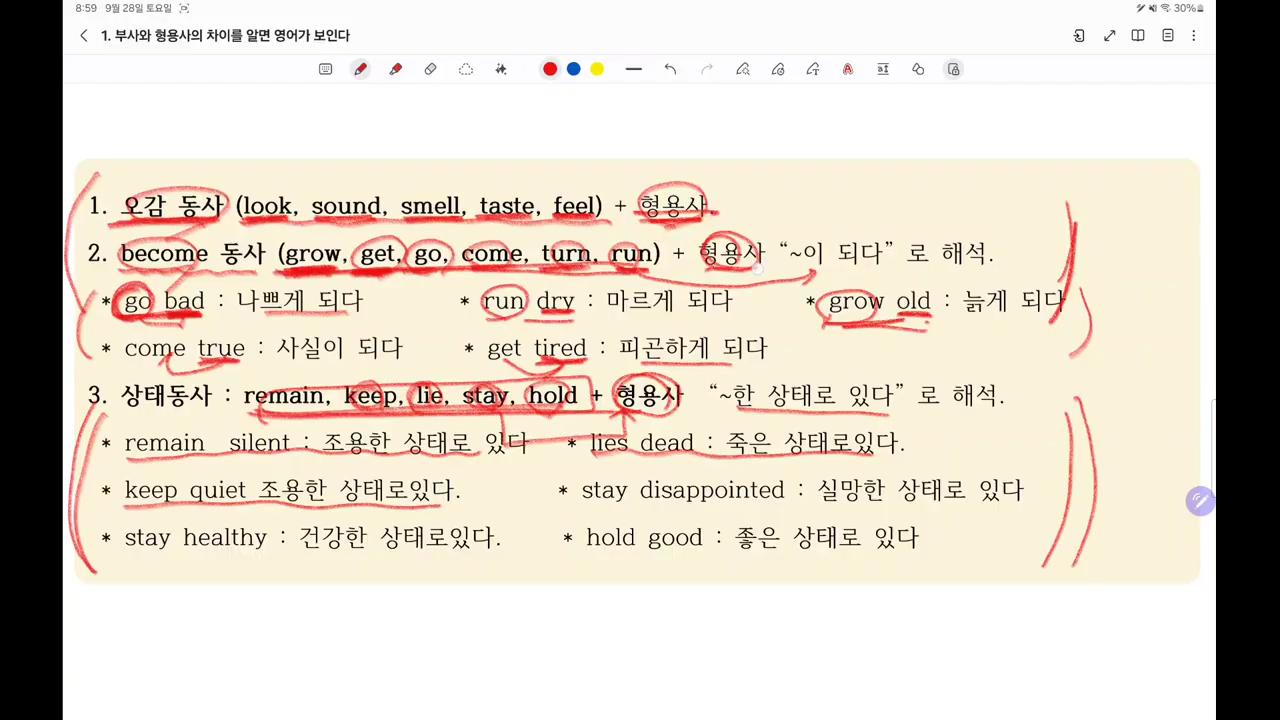 8:59 9월 28일 토요일 30%
1. 부사와 형용사의 차이를 알면 영어가 보인다
1. 오감 동사 (look, sound, smell, taste, feel) + 형용사.
2. become 동사 (grow, get, go, come, turn, run) + 형용사 “~이 되다” 로 해석.
* go bad : 나쁘게 되다 * run dry : 마르게 되다 * grow old : 늙게 되다
* come true : 사실이 되다 * get tired : 피곤하게 되다
3. 상태동사 : remain, keep, lie, stay, hold + 형용사 “~한 상태로 있다” 로 해석.
* remain silent : 조용한 상태로 있다 * lies dead : 죽은 상태로있다.
* keep quiet 조용한 상태로있다. * stay disappointed : 실망한 상태로 있다
* stay healthy : 건강한 상태로있다. * hold good : 좋은 상태로 있다